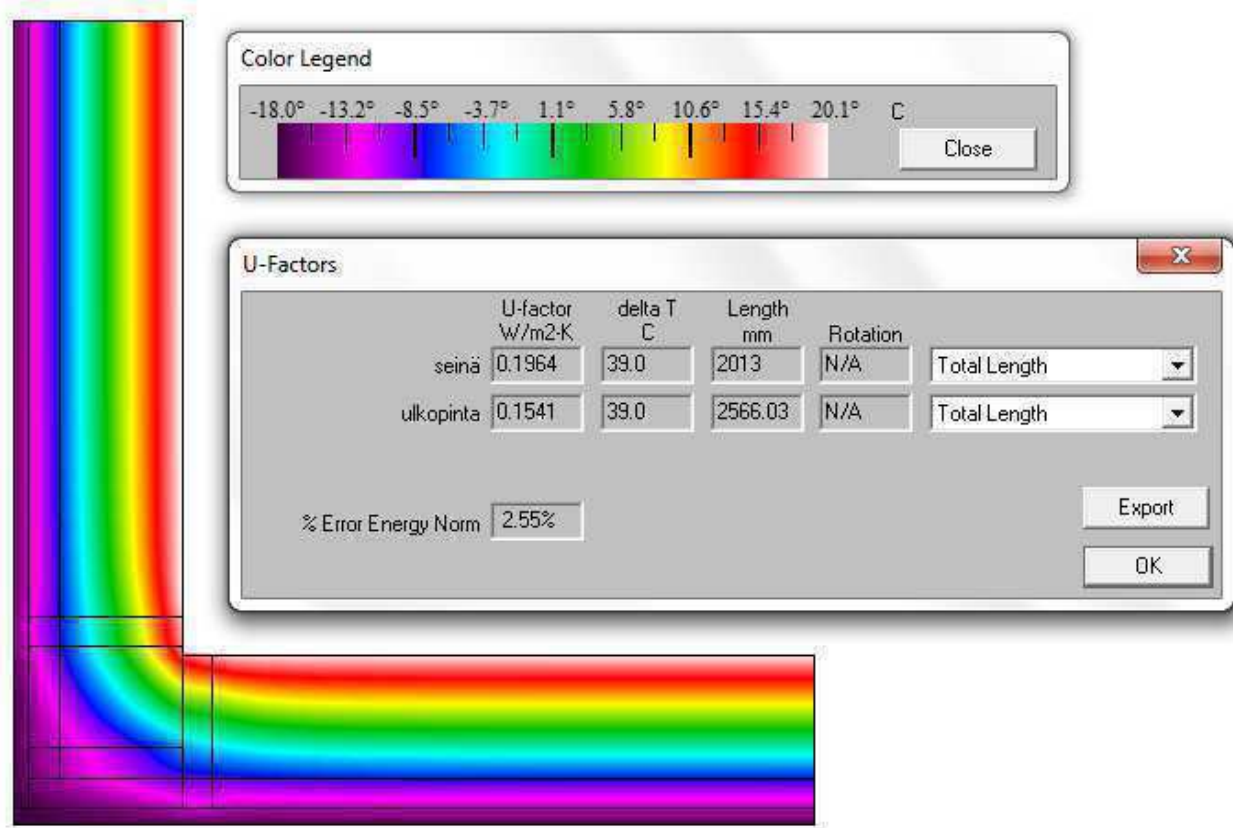 Color Legend
-18.0° -13.2° -8.5° -3.7° 1.1° 5.8° 10.6° 15.4° 20.1° C
Close
U-Factors
U-factor delta T Length
W/m2-K C mm Rotation
seinä 0.1964 39.0 2013 N/A Total Length
ulkopinta 0.1541 39.0 2566.03 N/A Total Length
% Error Energy Norm 2.55%
Export
OK